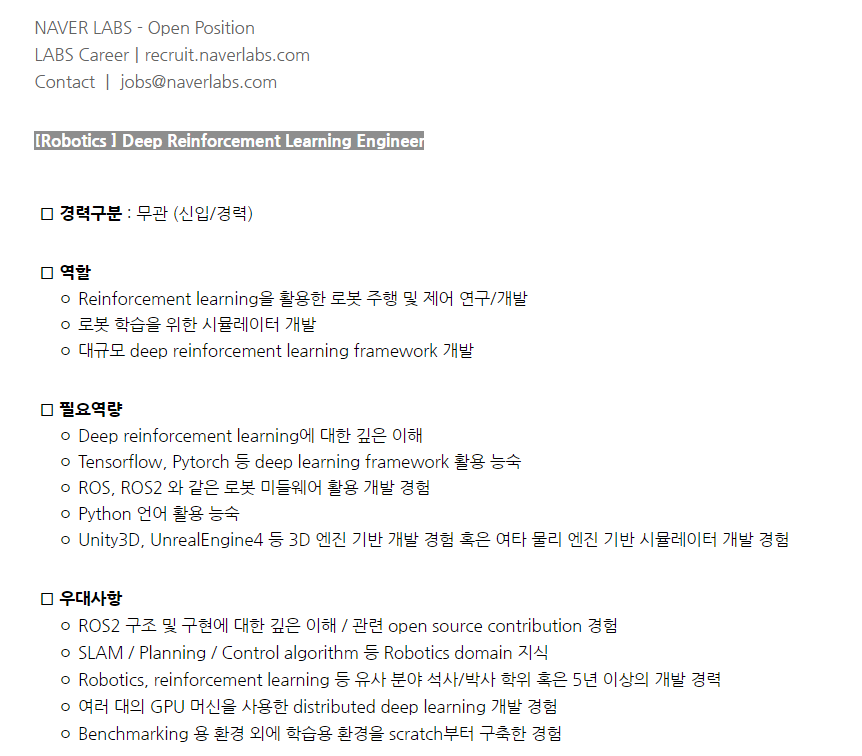 NAVER LABS - Open Position
LABS Career | recruit.naverlabs.com
Contact | jobs@naverlabs.com
[Robotics ] Deep Reinforcement Learning Engineer
□ 경력구분 : 무관 (신입/경력)
□ 역할
○ Reinforcement learning을 활용한 로봇 주행 및 제어 연구/개발
○ 로봇 학습을 위한 시뮬레이터 개발
○ 대규모 deep reinforcement learning framework 개발
□ 필요역량
○ Deep reinforcement learning에 대한 깊은 이해
○ Tensorflow, Pytorch 등 deep learning framework 활용 능숙
○ ROS, ROS2 와 같은 로봇 미들웨어 활용 개발 경험
○ Python 언어 활용 능숙
○ Unity3D, UnrealEngine4 등 3D 엔진 기반 개발 경험 혹은 여타 물리 엔진 기반 시뮬레이터 개발 경험
□ 우대사항
○ ROS2 구조 및 구현에 대한 깊은 이해 / 관련 open source contribution 경험
○ SLAM / Planning / Control algorithm 등 Robotics domain 지식
○ Robotics, reinforcement learning 등 유사 분야 석사/박사 학위 혹은 5년 이상의 개발 경력
○ 여러 대의 GPU 머신을 사용한 distributed deep learning 개발 경험
○ Benchmarking 용 환경 외에 학습용 환경을 scratch부터 구축한 경험